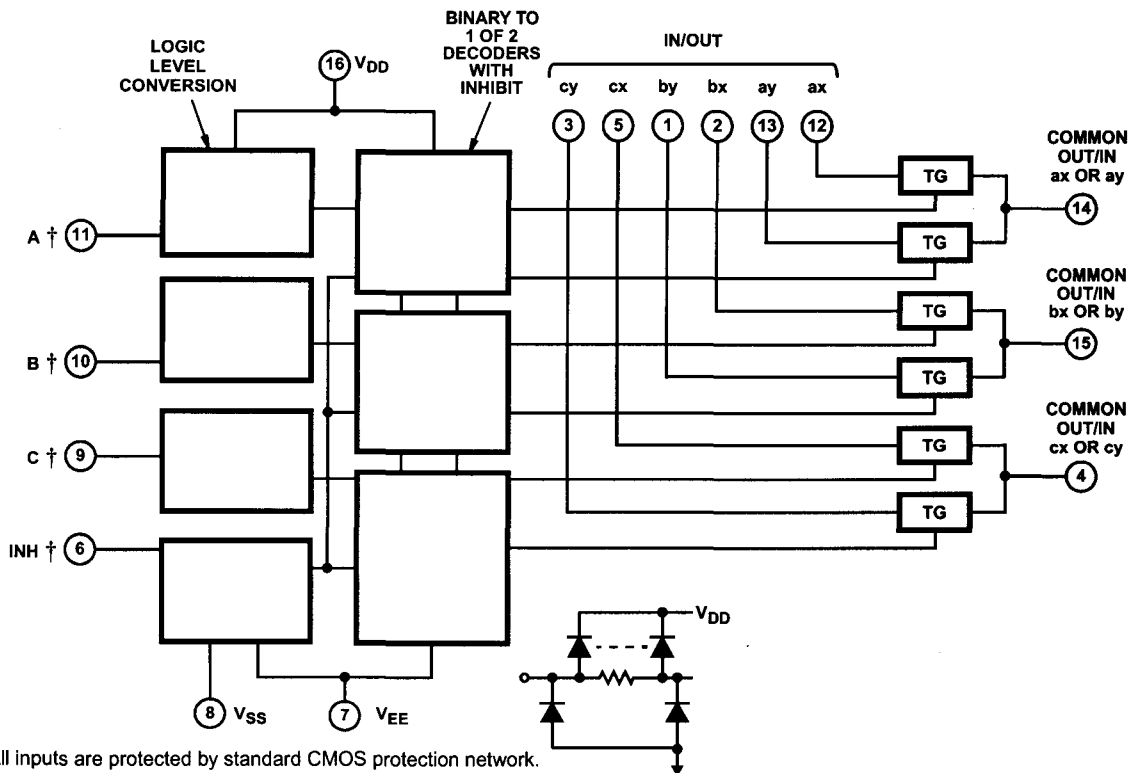 BINARY TO
1 OF 2
DECODERS
WITH
INHIBIT
LOGIC
LEVEL
CONVERSION
16 VDD
IN/OUT
cy cx by bx ay ax
3 5 1 2 13 12
COMMON
OUT/IN
ax OR ay
TG
14
A † 11
TG
COMMON
OUT/IN
bx OR by
TG
15
B † 10
TG
COMMON
OUT/IN
cx OR cy
TG
C † 9
4
TG
INH † 6
VDD
8 VSS
7 VEE
ll inputs are protected by standard CMOS protection network.